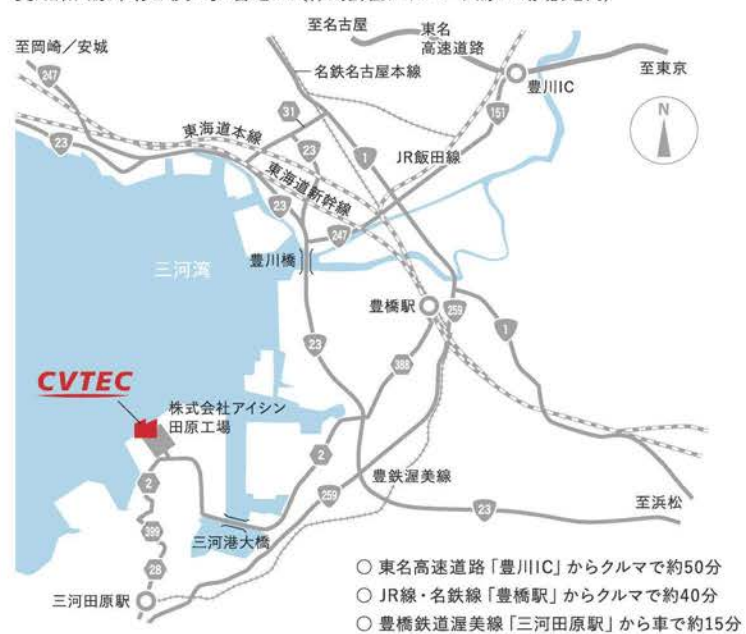 至名古屋
東名
高速道路
至岡崎／安城
名鉄名古屋本線
豊川IC
至東京
N
247
31
151
23
東海道本線
23
1
JR飯田線
東海道新幹線
23
247
豊川橋
三河湾
豊橋駅
259
1
23
388
CVTEC
株式会社アイシン
田原工場
2
2
豊鉄渥美線
259
至浜松
23
399
三河港大橋
28
三河田原駅
○ 東名高速道路「豊川IC」からクルマで約50分
○ JR線・名鉄線「豊橋駅」からクルマで約40分
○ 豊橋鉄道渥美線「三河田原駅」から車で約15分